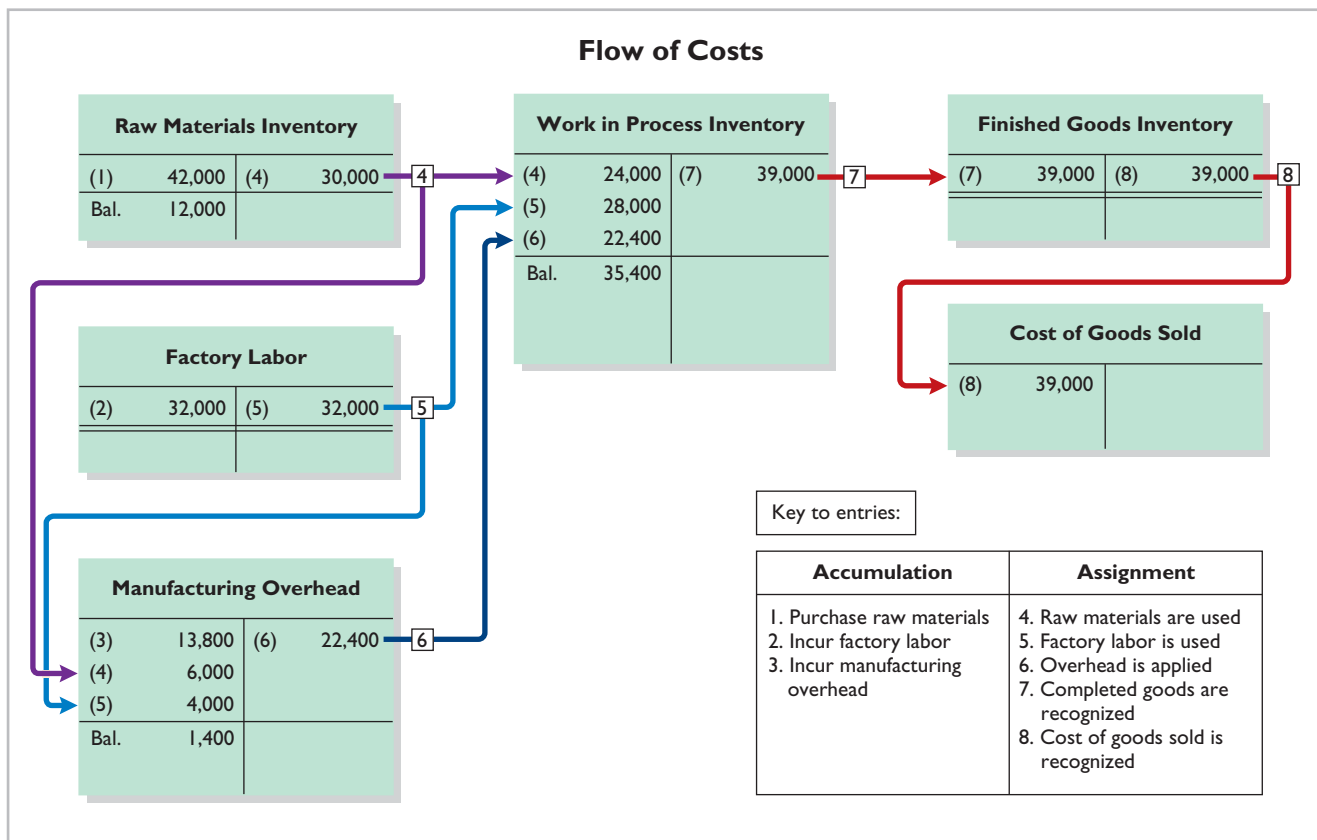 Flow of Costs
Raw Materials Inventory
(1) 42,000 (4) 30,000
Bal. 12,000
4
Work in Process Inventory
(4) 24,000 (7) 39,000
(5) 28,000
(6) 22,400
Bal. 35,400
7
Finished Goods Inventory
(7) 39,000 (8) 39,000
8
Factory Labor
(2) 32,000 (5) 32,000
5
Cost of Goods Sold
(8) 39,000
Manufacturing Overhead
(3) 13,800 (6) 22,400
(4) 6,000
(5) 4,000
Bal. 1,400
6
Key to entries:
Accumulation
1. Purchase raw materials
2. Incur factory labor
3. Incur manufacturing
overhead
Assignment
4. Raw materials are used
5. Factory labor is used
6. Overhead is applied
7. Completed goods are
recognized
8. Cost of goods sold is
recognized